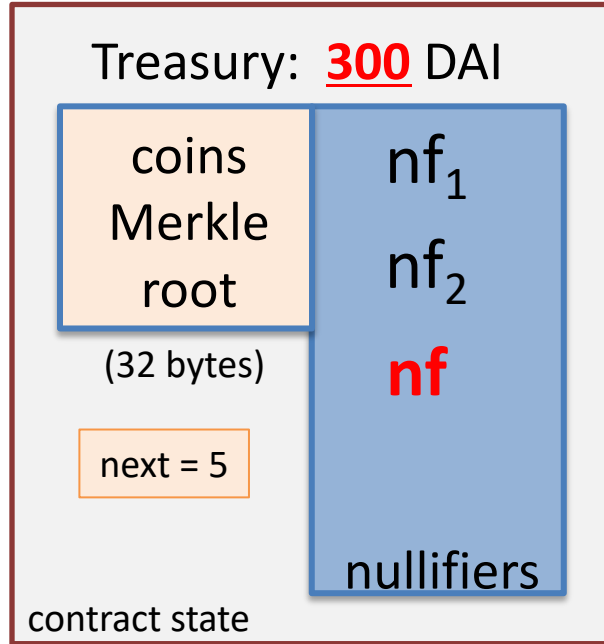 Treasury: 300 DAI
coins
Merkle
root
(32 bytes)
next = 5
nf₁
nf₂
nf
nullifiers
contract state